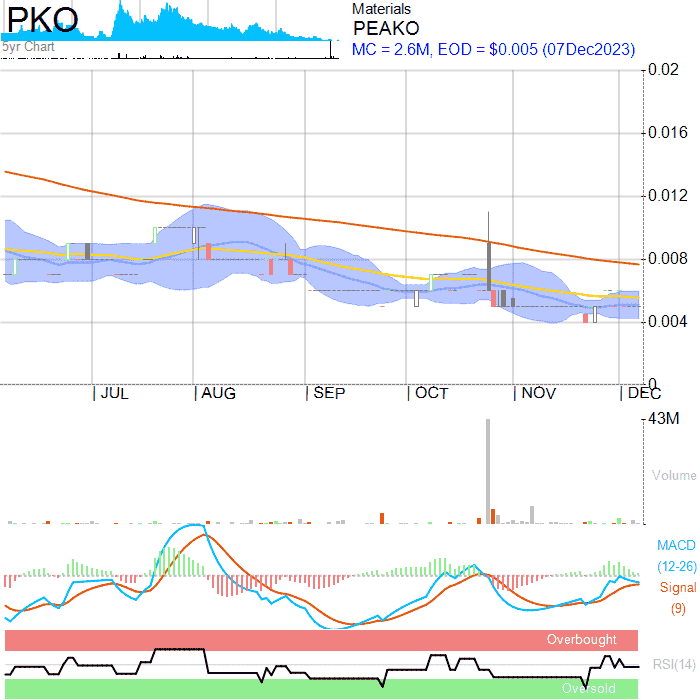 PKO
5yr Chart
Materials
PEAKO
MC = 2.6M, EOD = $0.005 (07Dec2023)
0.02
0.016
0.012
0.008
0.004
0
JUL AUG SEP OCT NOV DEC
43M
Volume
MACD
(12-26)
Signal
(9)
Overbought
RSI(14)
Oversold